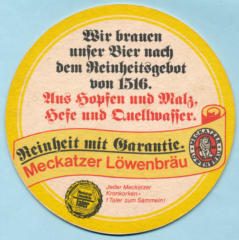 Wir brauen
unser Bier nach
dem Reinheitsgebot
von 1516.
Aus Hopfen und Malz,
Hefe und Quellwasser.
Reinheit mit Garantie.
Meckatzer Löwenbräu
MECKATZER
Jeder Meckatzer
Kronkorken=
1 Taler zum Sammeln!